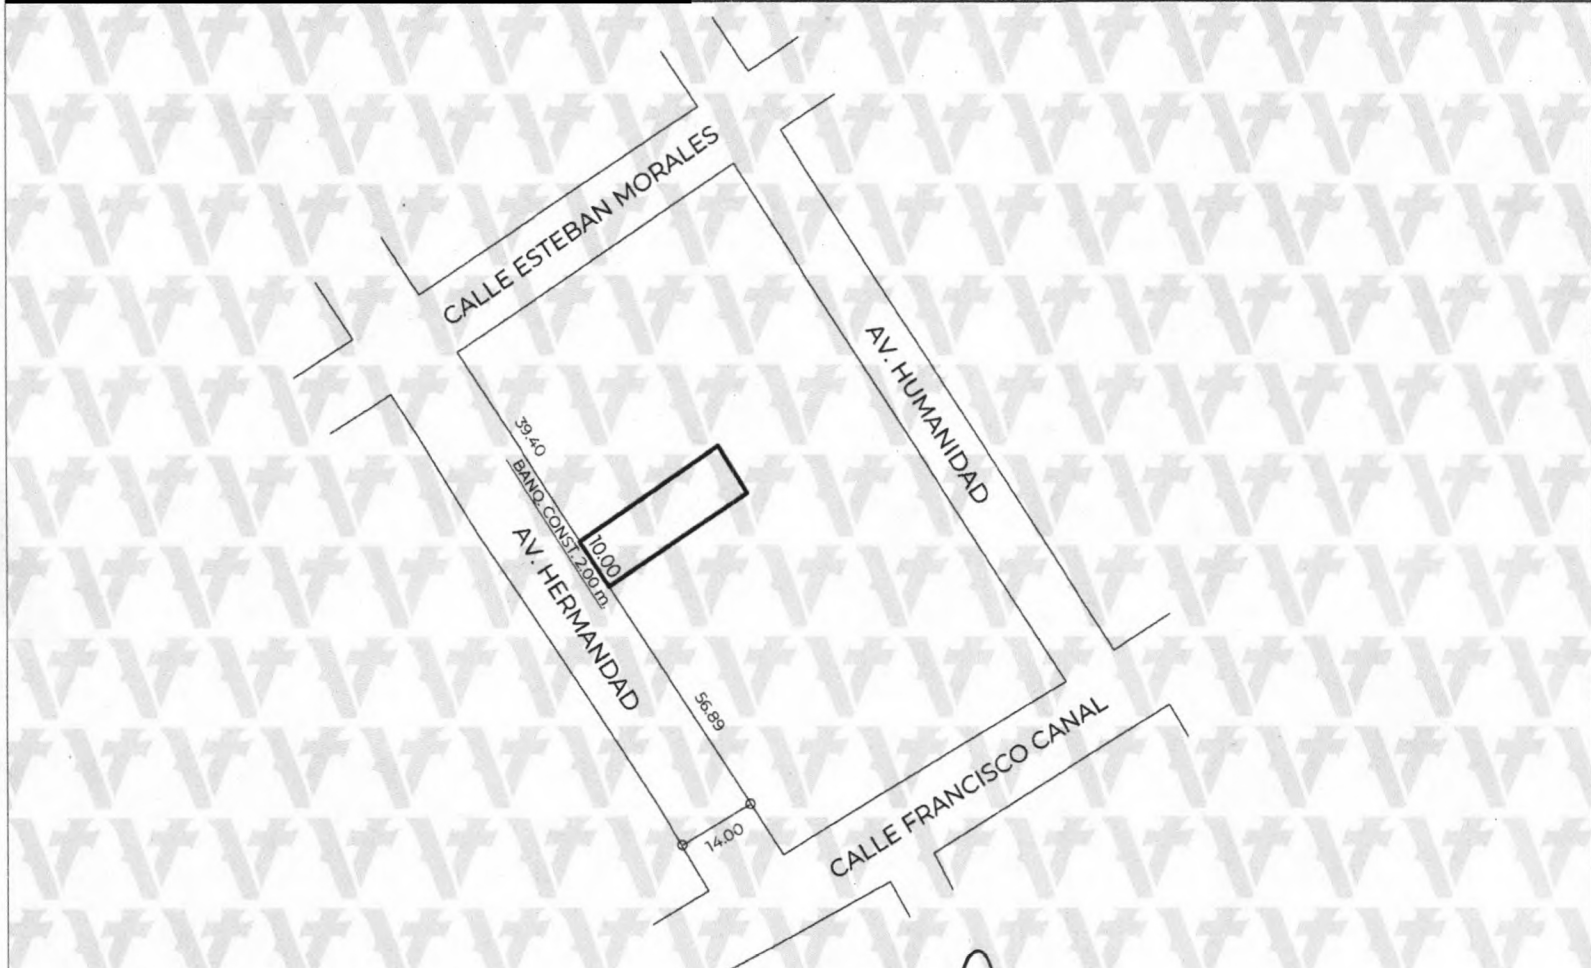 CALLE ESTEBAN MORALES
AV. HUMANIDAD
39.40
BANQ. CONST. 2.00 m.
10.00
AV. HERMANDAD
56.89
14.00
CALLE FRANCISCO CANAL